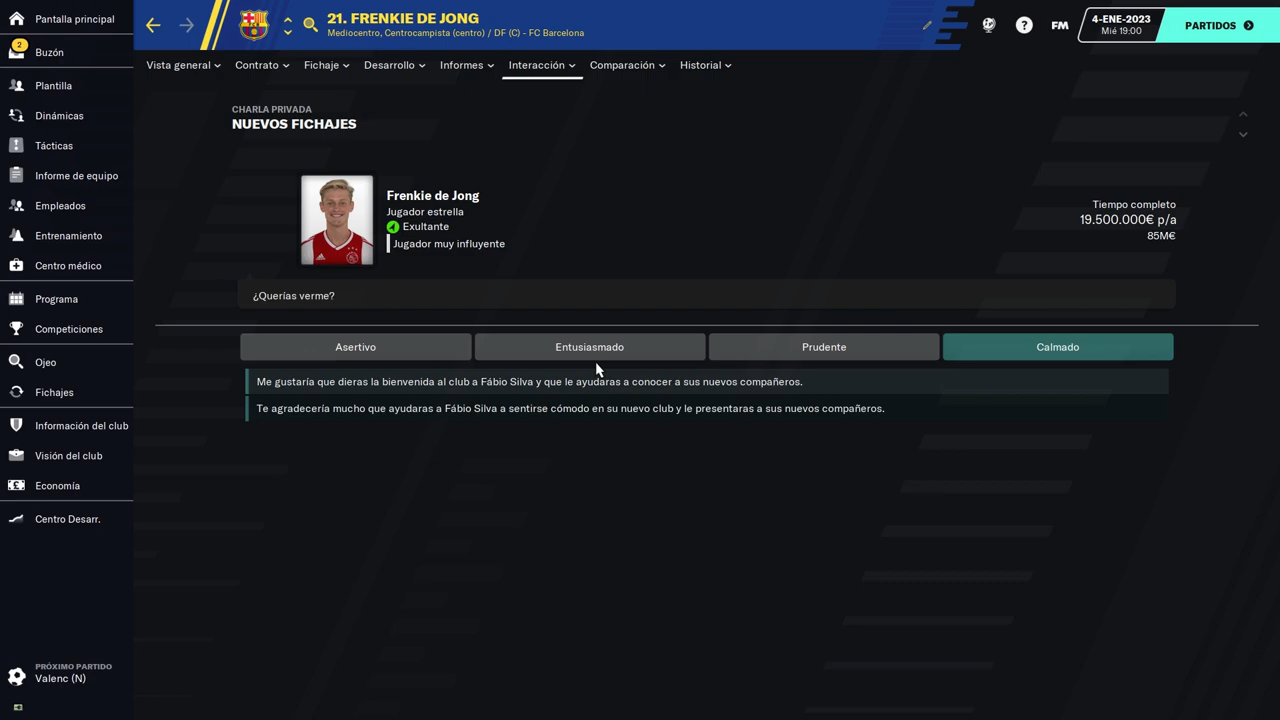 Pantalla principal
2
Buzón
Plantilla
Dinámicas
Tácticas
Informe de equipo
Empleados
Entrenamiento
Centro médico
Programa
Competiciones
Ojeo
Fichajes
Información del club
Visión del club
Economía
Centro Desarr.
PRÓXIMO PARTIDO
Valenc (N)
21. FRENKIE DE JONG
Mediocentro, Centrocampista (centro) / DF (C) - FC Barcelona
?
FM
4-ENE-2023
Mié 19:00
PARTIDOS
Vista general
Contrato
Fichaje
Desarrollo
Informes
Interacción
Comparación
Historial
CHARLA PRIVADA
NUEVOS FICHAJES
Frenkie de Jong
Jugador estrella
Exultante
Jugador muy influyente
Tiempo completo
19.500.000€ p/a
85M€
¿Querías verme?
Asertivo
Entusiasmado
Prudente
Calmado
Me gustaría que dieras la bienvenida al club a Fábio Silva y que le ayudaras a conocer a sus nuevos compañeros.
Te agradecería mucho que ayudaras a Fábio Silva a sentirse cómodo en su nuevo club y le presentaras a sus nuevos compañeros.